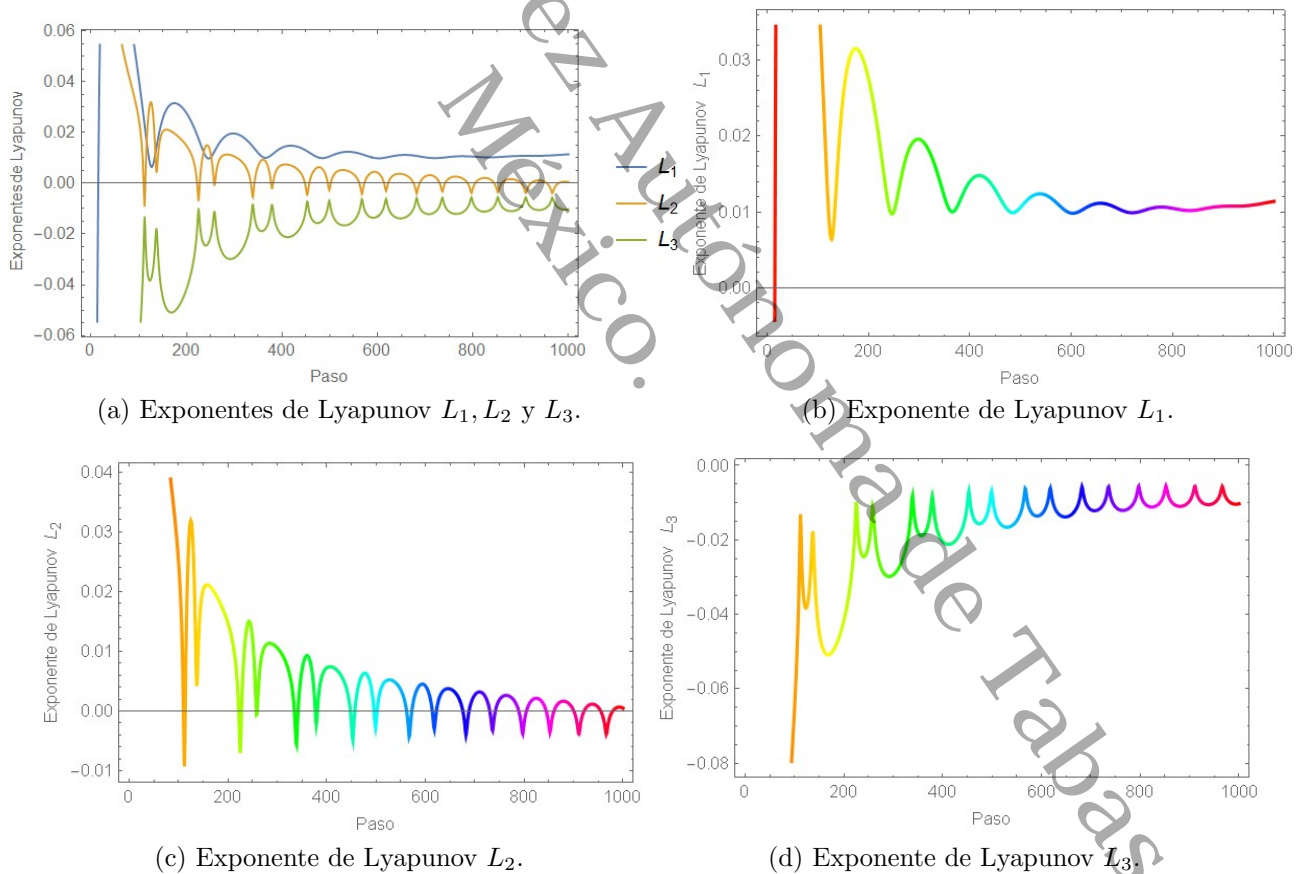 0.06
0.04
0.02
0.00
−0.02
−0.04
−0.06
Exponentesde Lyapunov
0 200 400 600 800 1000
Paso
L1
L2
L3
(a) Exponentes de Lyapunov L1, L2 y L3.
0.03
0.02
0.01
0.00
Exponente de Lyapunov L1
0 200 400 600 800 1000
Paso
(b) Exponente de Lyapunov L1.
0.04
0.03
0.02
0.01
0.00
−0.01
Exponente de Lyapunov L2
0 200 400 600 800 1000
Paso
(c) Exponente de Lyapunov L2.
0.00
−0.02
−0.04
−0.06
−0.08
Exponente de Lyapunov L3
0 200 400 600 800 1000
Paso
(d) Exponente de Lyapunov L3.
Autónoma de Tabas
México.